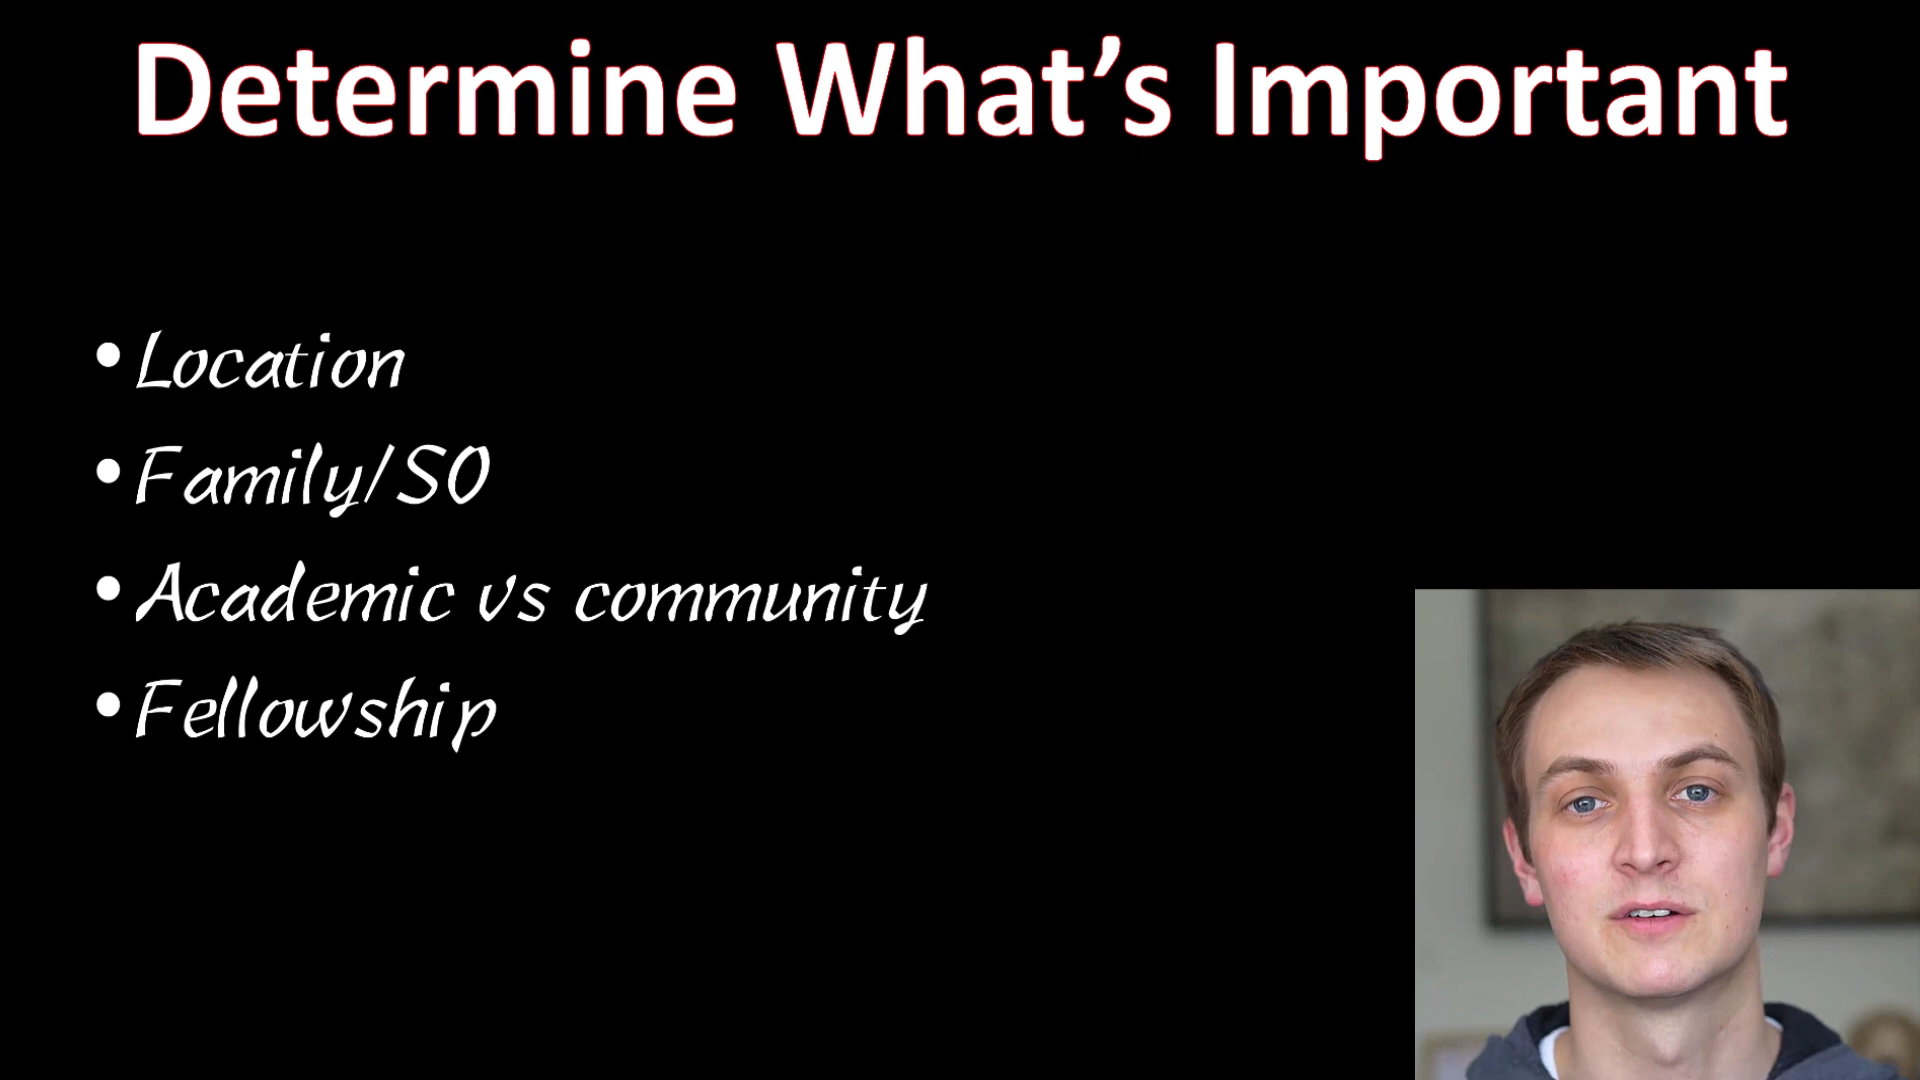 Determine What’s Important
• Location
• Family/SO
• Academic vs community
• Fellowship